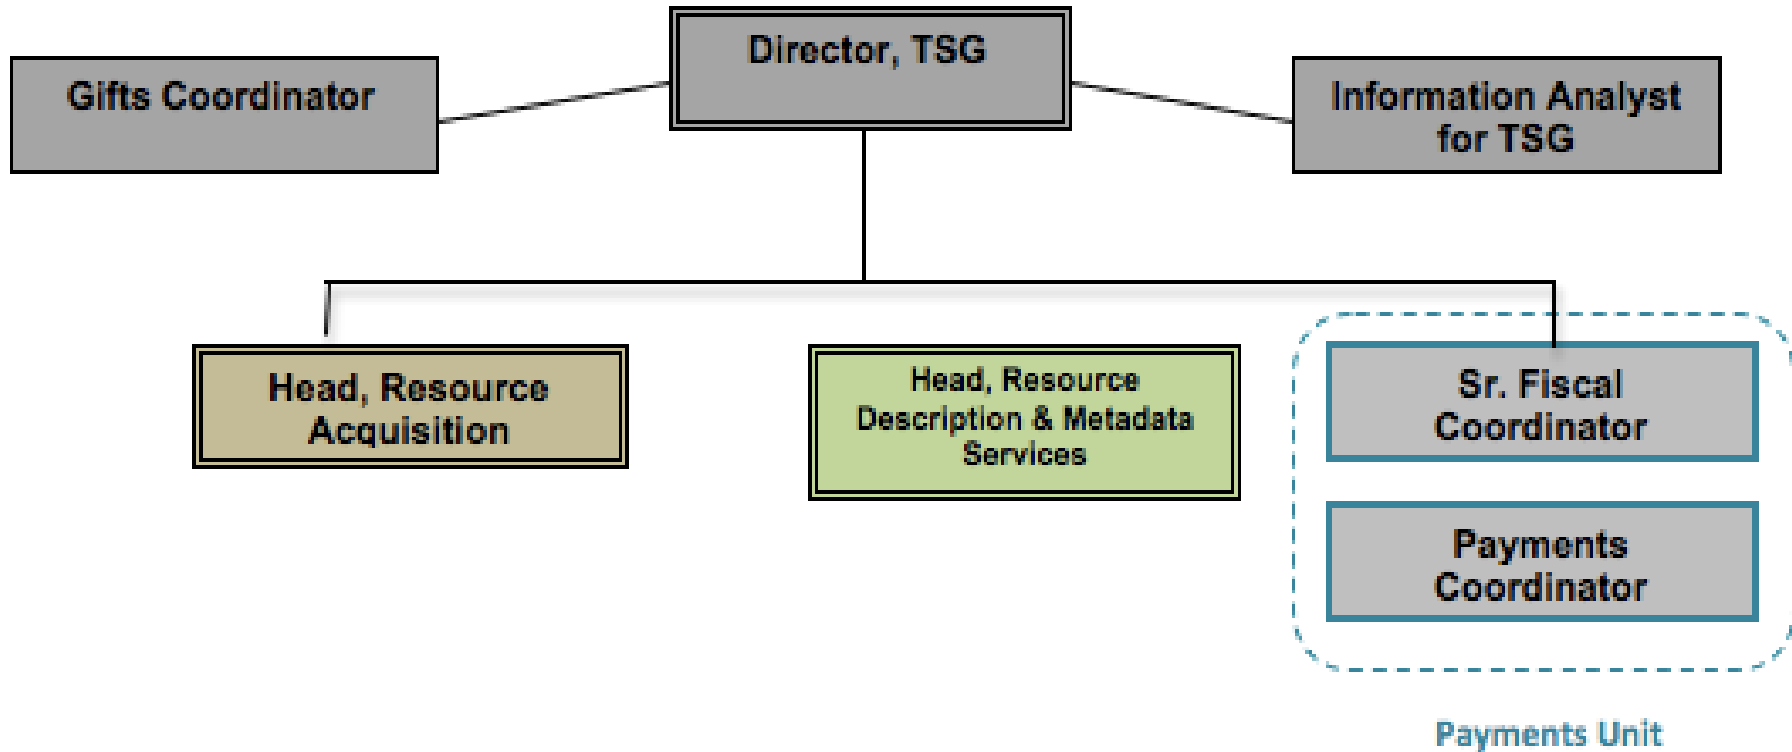 Director, TSG
Gifts Coordinator
Information Analyst
for TSG
Head, Resource
Acquisition
Head, Resource
Description & Metadata
Services
Sr. Fiscal
Coordinator
Payments
Coordinator
Payments Unit